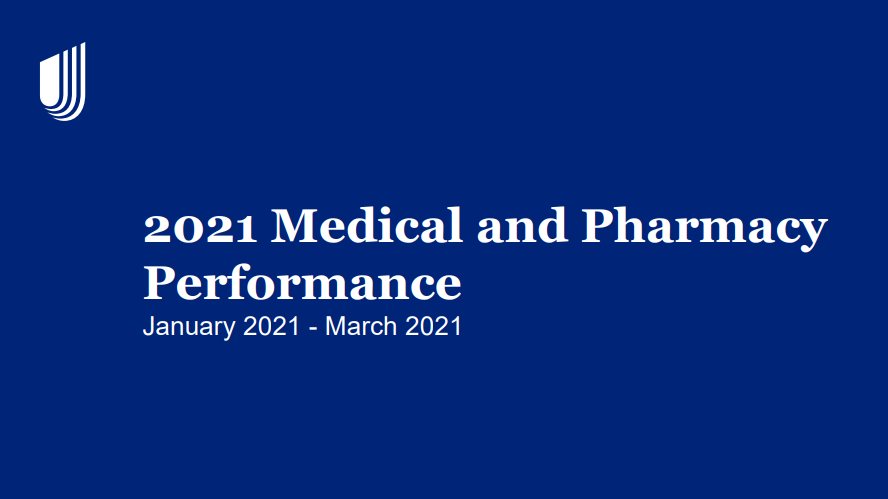 2021 Medical and Pharmacy
Performance
January 2021 - March 2021